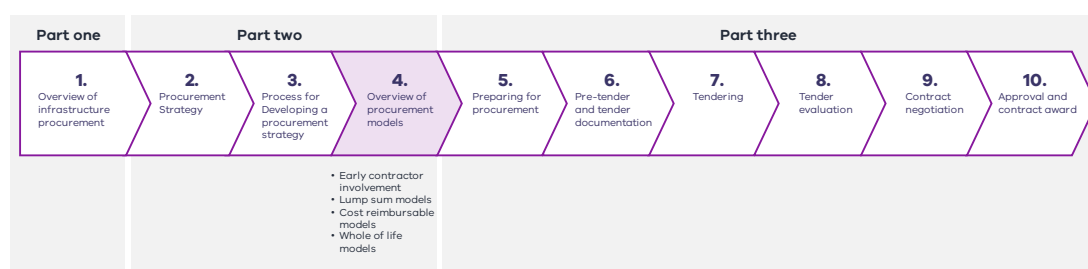 Part one
Part two
Part three
1.
Overview of
infrastructure
procurement
2.
Procurement
Strategy
3.
Process for
Developing a
procurement
strategy
4.
Overview of
procurement
models
5.
Preparing for
procurement
6.
Pre-tender
and tender
documentation
7.
Tendering
8.
Tender
evaluation
9.
Contract
negotiation
10.
Approval and
contract award
• Early contractor
involvement
• Lump sum models
• Cost reimbursable
models
• Whole of life
models